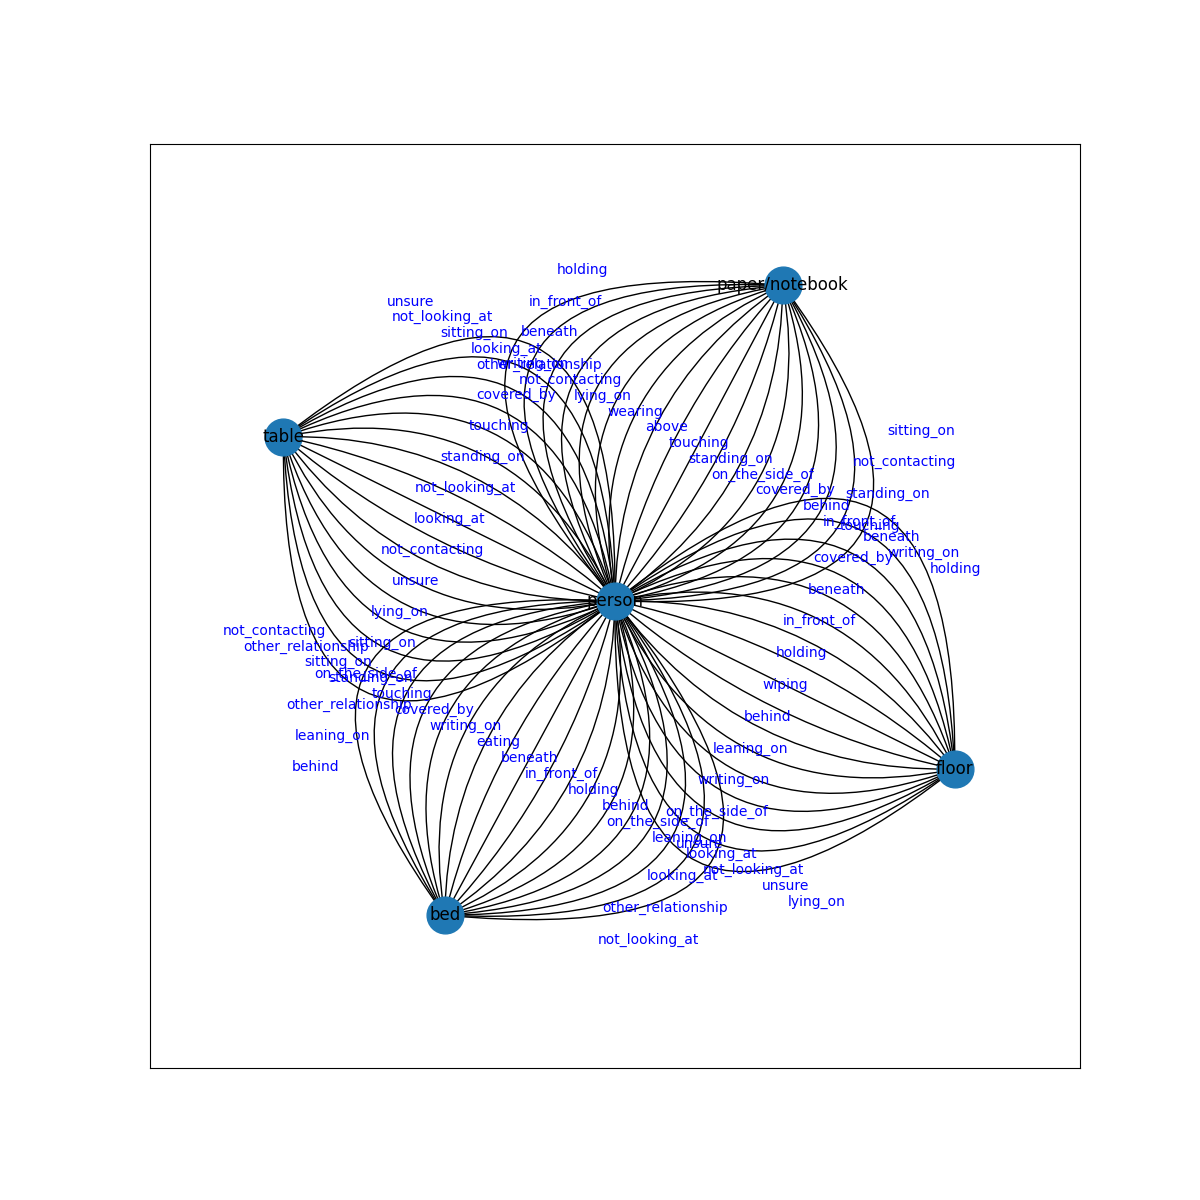 holding
paper/notebook
unsure
in_front_of
not_looking_at
sitting_on
beneath
looking_at
other_relationship
writing_on
not_contacting
covered_by
lying_on
wearing
touching
above
sitting_on
table
touching
standing_on
standing_on
not_contacting
on_the_side_of
not_looking_at
covered_by
standing_on
behind
looking_at
in_front_of
touching
beneath
not_contacting
writing_on
covered_by
holding
unsure
beneath
person
lying_on
in_front_of
not_contacting
sitting_on
other_relationship
holding
sitting_on
on_the_side_of
standing_on
wiping
touching
other_relationship
covered_by
behind
writing_on
leaning_on
eating
leaning_on
beneath
behind
floor
in_front_of
writing_on
holding
behind
on_the_side_of
on_the_side_of
leaning_on
unsure
looking_at
not_looking_at
looking_at
unsure
lying_on
other_relationship
bed
not_looking_at